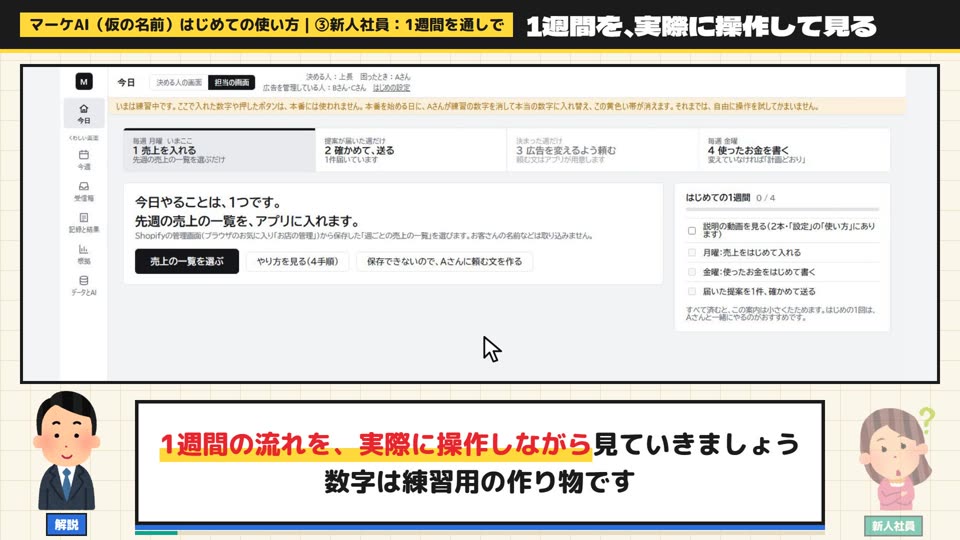 マーケAI（仮の名前）はじめての使い方 | ③新人社員：1週間を通しで
1週間を、実際に操作して見る
M
今日
決める人の画面
担当の画面
決める人：上長　困ったとき：Aさん
広告を管理している人：Bさん・Cさん　はじめの設定
いまは練習中です。ここで入れた数字や押したボタンは、本番には使われません。本番を始める日に、Aさんが練習の数字を消して本当の数字に入れ替え、この黄色い帯が消えます。それまでは、自由に操作を試してかまいません。
今日
くわしい画面
今週
受信箱
記録と結果
根拠
データとAI
毎週 月曜　いまここ
1 売上を入れる
先週の売上の一覧を選ぶだけ
提案が届いた週だけ
2 確かめて、送る
1件届いています
決まった週だけ
3 広告を変えるよう頼む
頼む文はアプリが用意します
毎週 金曜
4 使ったお金を書く
変えていなければ「計画どおり」
今日やることは、1つです。
先週の売上の一覧を、アプリに入れます。
Shopifyの管理画面（ブラウザのお気に入り「お店の管理」）から保存した「週ごとの売上の一覧」を選びます。お客さんの名前などは取り込みません。
売上の一覧を選ぶ
やり方を見る（4手順）
保存できないので、Aさんに頼む文を作る
はじめての1週間　0 / 4
説明の動画を見る（2本・「設定」の「使い方」にあり
ます）
月曜：売上をはじめて入れる
金曜：使ったお金をはじめて書く
届いた提案を1件、確かめて送る
すべて済むと、この案内は小さくたためます。はじめの1回は、
Aさんと一緒にやるのがおすすめです。
1週間の流れを、実際に操作しながら見ていきましょう
数字は練習用の作り物です
解説
新人社員